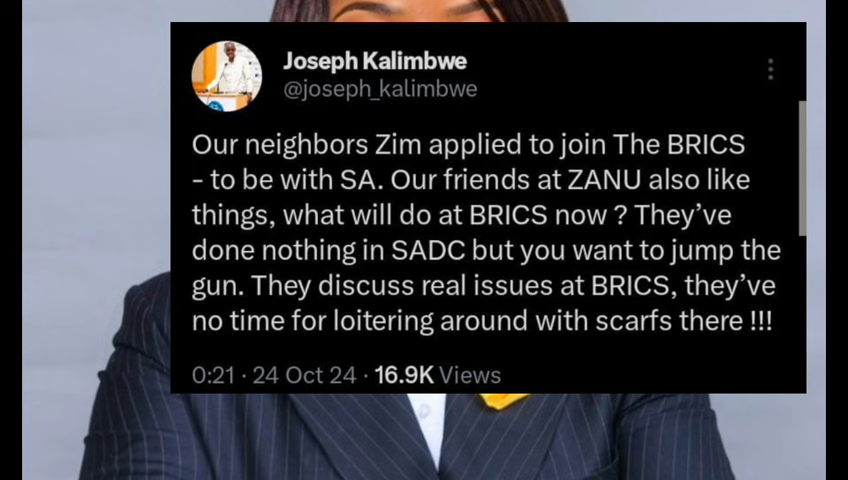 Joseph Kalimbwe
@joseph_kalimbwe
Our neighbors Zim applied to join The BRICS
- to be with SA. Our friends at ZANU also like
things, what will do at BRICS now ? They’ve
done nothing in SADC but you want to jump the
gun. They discuss real issues at BRICS, they’ve
no time for loitering around with scarfs there !!!
0:21 · 24 Oct 24 · 16.9K Views